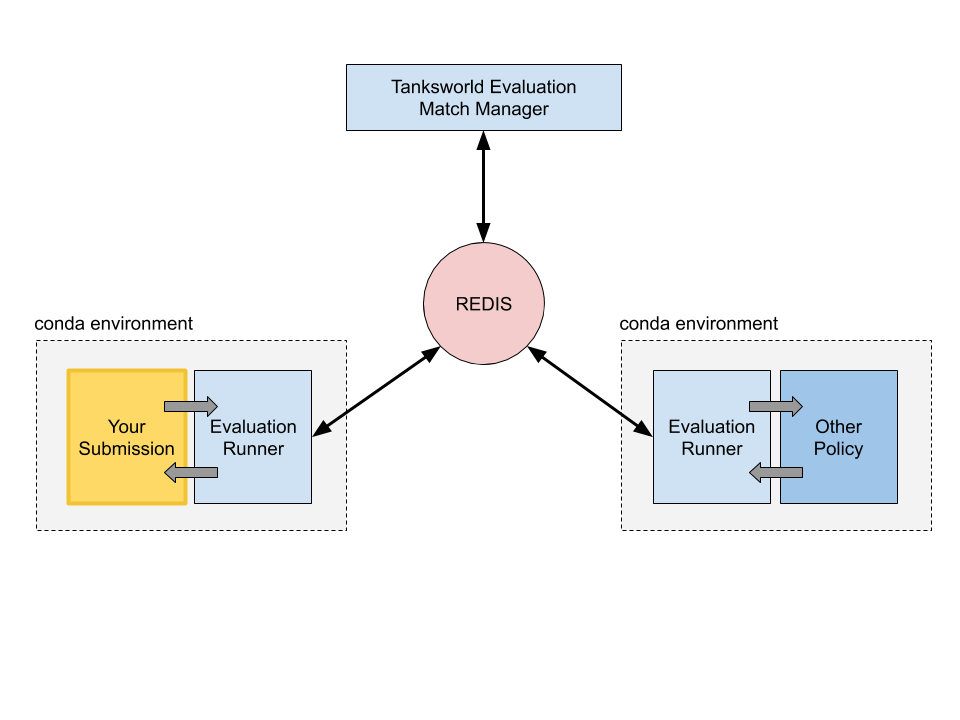 Tanksworld Evaluation
Match Manager
REDIS
conda environment
conda environment
Your
Submission
Evaluation
Runner
Evaluation
Runner
Other
Policy